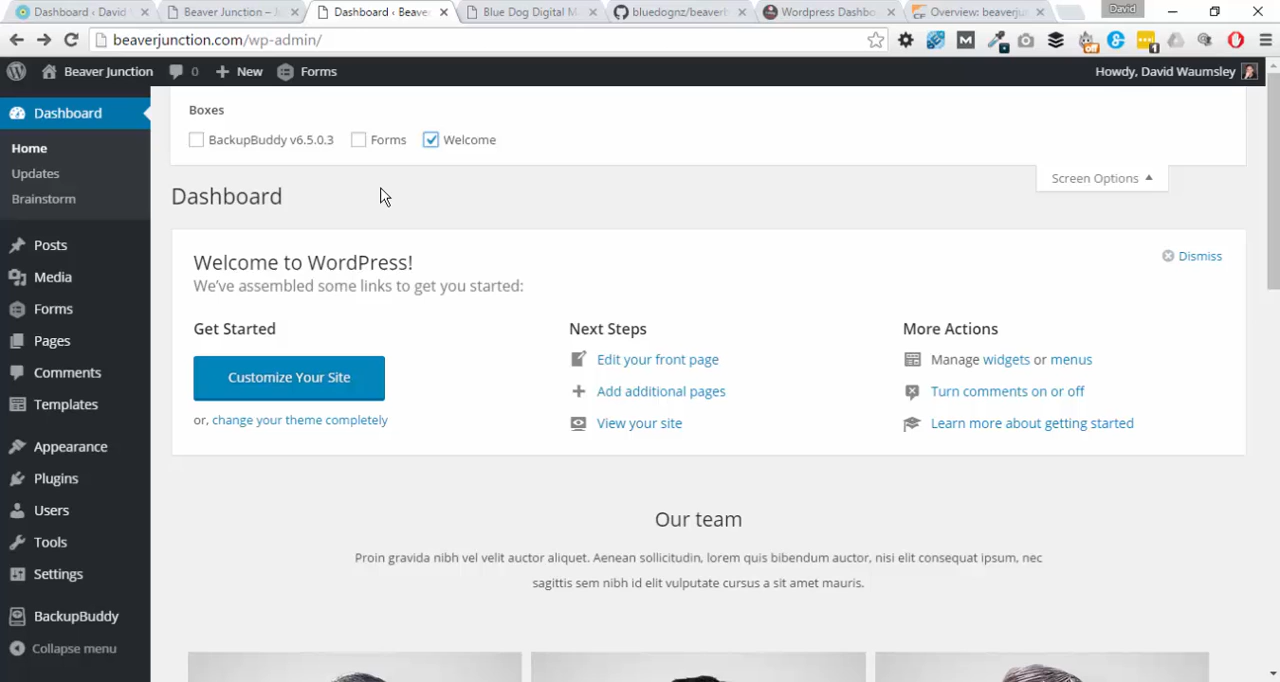 Dashboard ‹ David
Beaver Junction –
Dashboard ‹ Beave
Blue Dog Digital M
bluedognz/beaverb
Wordpress Dashbo
Overview: beaverju
David
beaverjunction.com/wp-admin/
Beaver Junction
0
New
Forms
Howdy, David Waumsley
Dashboard
Home
Updates
Brainstorm
Posts
Media
Forms
Pages
Comments
Templates
Appearance
Plugins
Users
Tools
Settings
BackupBuddy
Collapse menu
Boxes
BackupBuddy v6.5.0.3
Forms
Welcome
Screen Options
Dashboard
Welcome to WordPress!
We've assembled some links to get you started:
Dismiss
Get Started
Customize Your Site
or, change your theme completely
Next Steps
Edit your front page
Add additional pages
View your site
More Actions
Manage widgets or menus
Turn comments on or off
Learn more about getting started
Our team
Proin gravida nibh vel velit auctor aliquet. Aenean sollicitudin, lorem quis bibendum auctor, nisi elit consequat ipsum, nec
sagittis sem nibh id elit vulputate cursus a sit amet mauris.